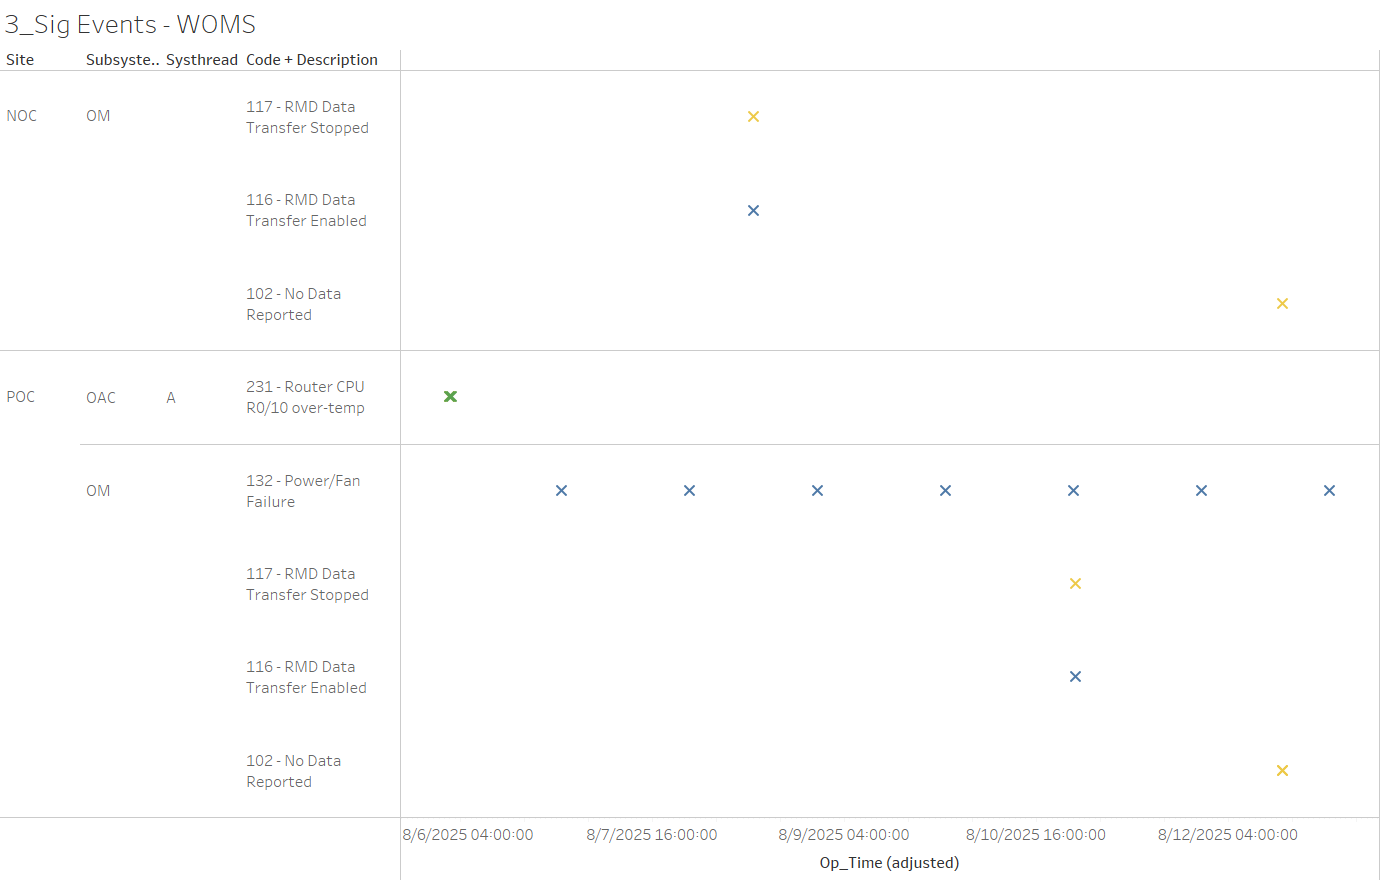 3_Sig Events - WOMS
Site Subsyste.. Systhread Code + Description
NOC OM 117 - RMD Data
Transfer Stopped
116 - RMD Data
Transfer Enabled
102 - No Data
Reported
POC OAC A 231 - Router CPU
R0/10 over-temp
OM 132 - Power/Fan
Failure
117 - RMD Data
Transfer Stopped
116 - RMD Data
Transfer Enabled
102 - No Data
Reported
8/6/2025 04:00:00 8/7/2025 16:00:00 8/9/2025 04:00:00 8/10/2025 16:00:00 8/12/2025 04:00:00
Op_Time (adjusted)